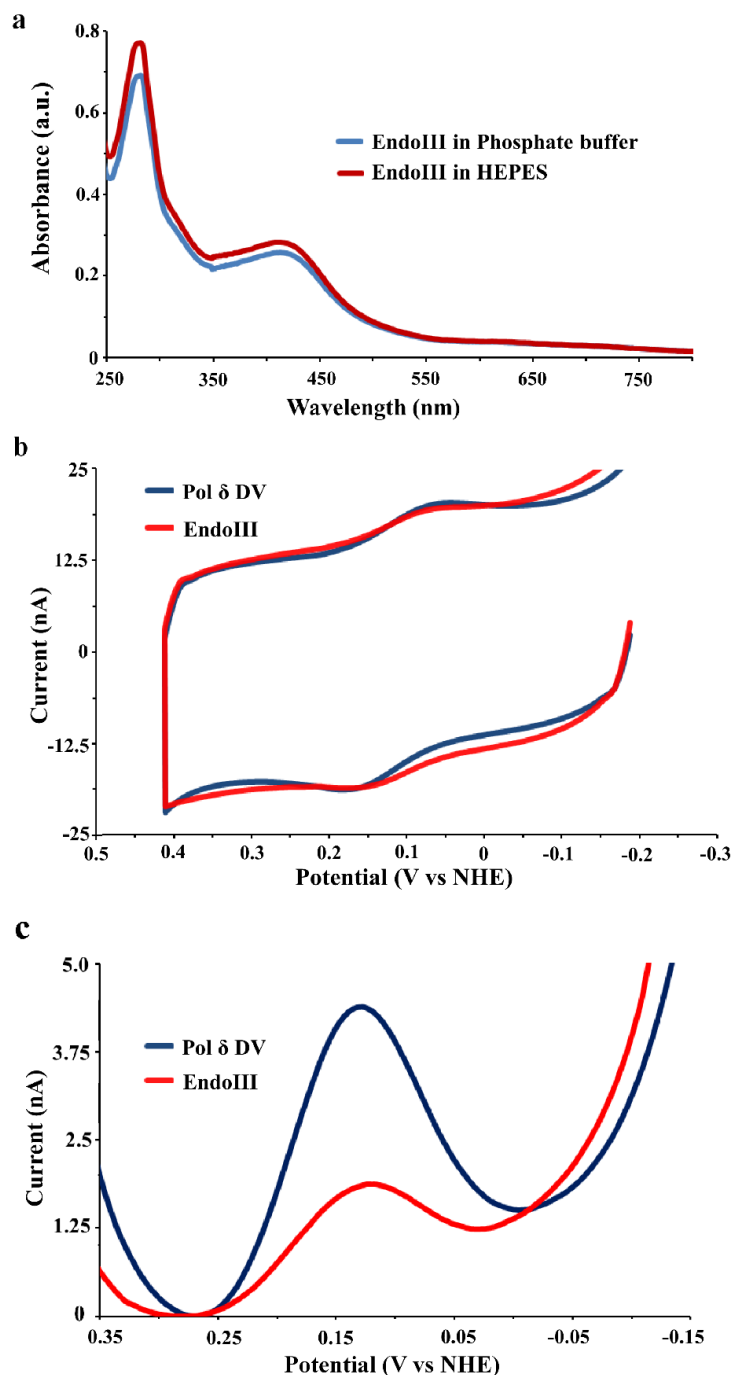 a
0.8
0.6
0.4
0.2
0
Absorbance (a.u.)
EndoIII in Phosphate buffer
EndoIII in HEPES
250 350 450 550 650 750
Wavelength (nm)
b
25
12.5
0
-12.5
-25
Current (nA)
Pol δ DV
EndoIII
0.5 0.4 0.3 0.2 0.1 0 -0.1 -0.2 -0.3
Potential (V vs NHE)
c
5.0
3.75
2.5
1.25
0
Current (nA)
Pol δ DV
EndoIII
0.35 0.25 0.15 0.05 -0.05 -0.15
Potential (V vs NHE)